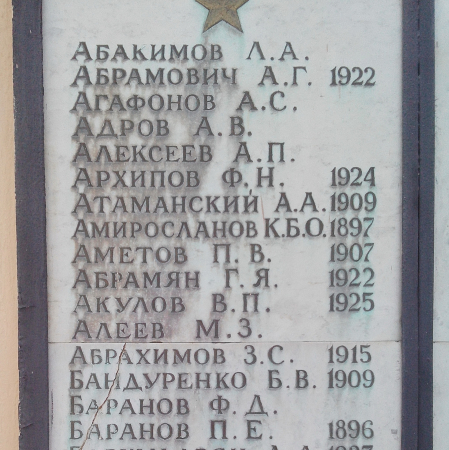 Абакимов Л.А.
Абрамович А.Г. 1922
Агафонов А.С.
Адров А.В.
Алексеев А.П.
Архипов Ф.Н. 1924
Атаманский А.А. 1909
Амиросланов К.Б.О. 1897
Аметов П.В. 1907
Абрамян Г.Я. 1922
Акулов В.П. 1925
Алеев М.З.
Абрахимов З.С. 1915
Бандуренко Б.В. 1909
Баранов Ф.Д.
Баранов П.Е. 1896